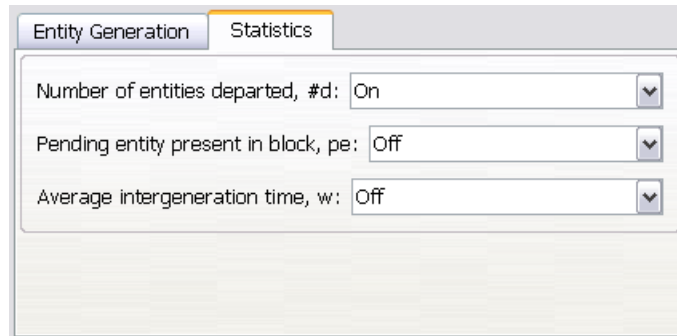 Entity Generation Statistics
Number of entities departed, #d: On
Pending entity present in block, pe: Off
Average intergeneration time, w: Off